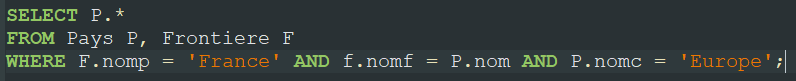 SELECT P.*
FROM Pays P, Frontiere F
WHERE F.nomp = 'France' AND f.nomf = P.nom AND P.nomc = 'Europe';